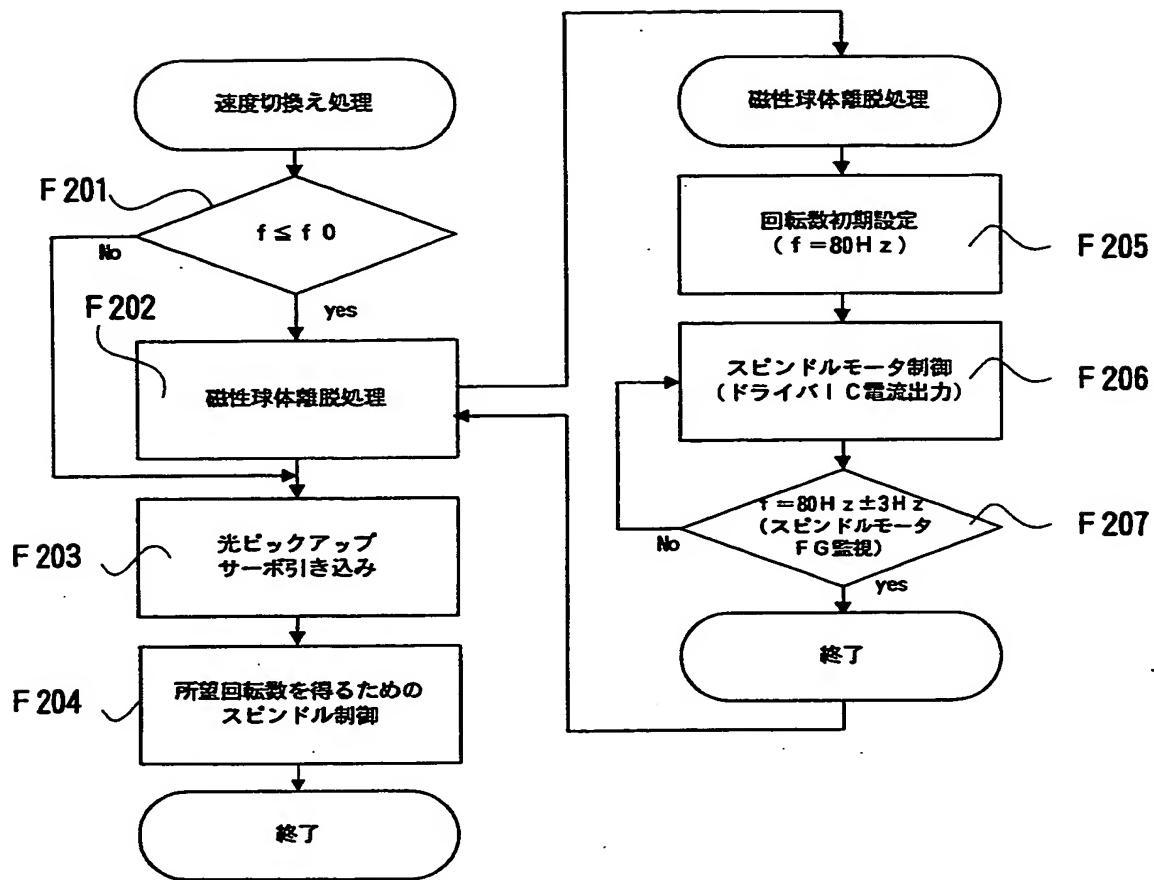 速度切換え処理
F201
f≦f0
No
yes
F202
磁性球体離脱処理
F203
光ピックアップ
サーボ引き込み
F204
所望回転数を得るための
スピンドル制御
終了
磁性球体離脱処理
回転数初期設定
(f=80Hz)
F205
スピンドルモータ制御
(ドライバIC電流出力)
F206
f=80Hz±3Hz
(スピンドルモータ
FG監視)
F207
No
yes
終了